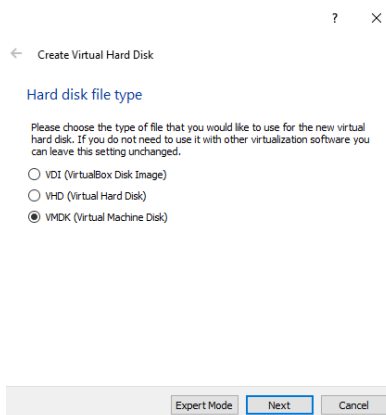 ?
Create Virtual Hard Disk
Hard disk file type
Please choose the type of file that you would like to use for the new virtual
hard disk. If you do not need to use it with other virtualization software you
can leave this setting unchanged.
VDI (VirtualBox Disk Image)
VHD (Virtual Hard Disk)
VMDK (Virtual Machine Disk)
Expert Mode Next Cancel